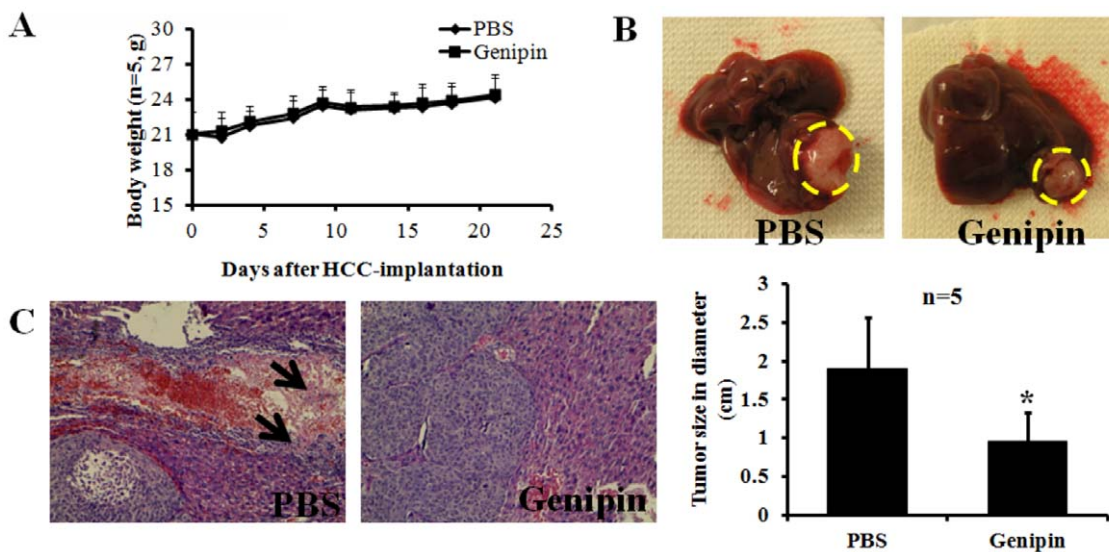 A
Body weight (n=5, g)
30
27
24
21
18
15
PBS
Genipin
0
5
10
15
20
25
Days after HCC-implantation
B
PBS
Genipin
C
PBS
Genipin
n=5
Tumor size in diameter
(cm)
3
2.5
2
1.5
1
0.5
0
*
PBS
Genipin